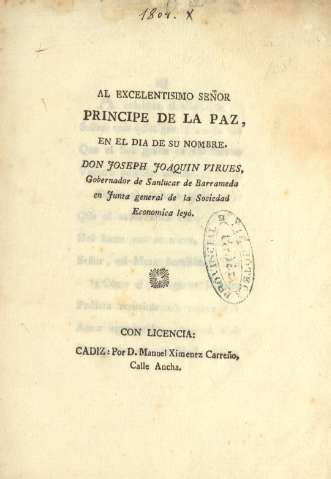 1804. X
AL EXCELENTISIMO SEÑOR
PRINCIPE DE LA PAZ,
EN EL DIA DE SU NOMBRE.
DON JOSEPH JOAQUIN VIRUES,
Gobernador de Sanlucar de Barrameda
en Junta general de la Sociedad
Economica leyó.
PROVINCIAL
CON LICENCIA:
CADIZ: Por D. Manuel Ximenez Carreño,
Calle Ancha.